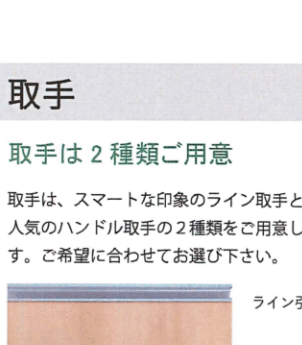 取手
取手は2種類ご用意
取手は、スマートな印象のライン取手と
人気のハンドル取手の2種類をご用意し
す。ご希望に合わせてお選び下さい。
ライン引